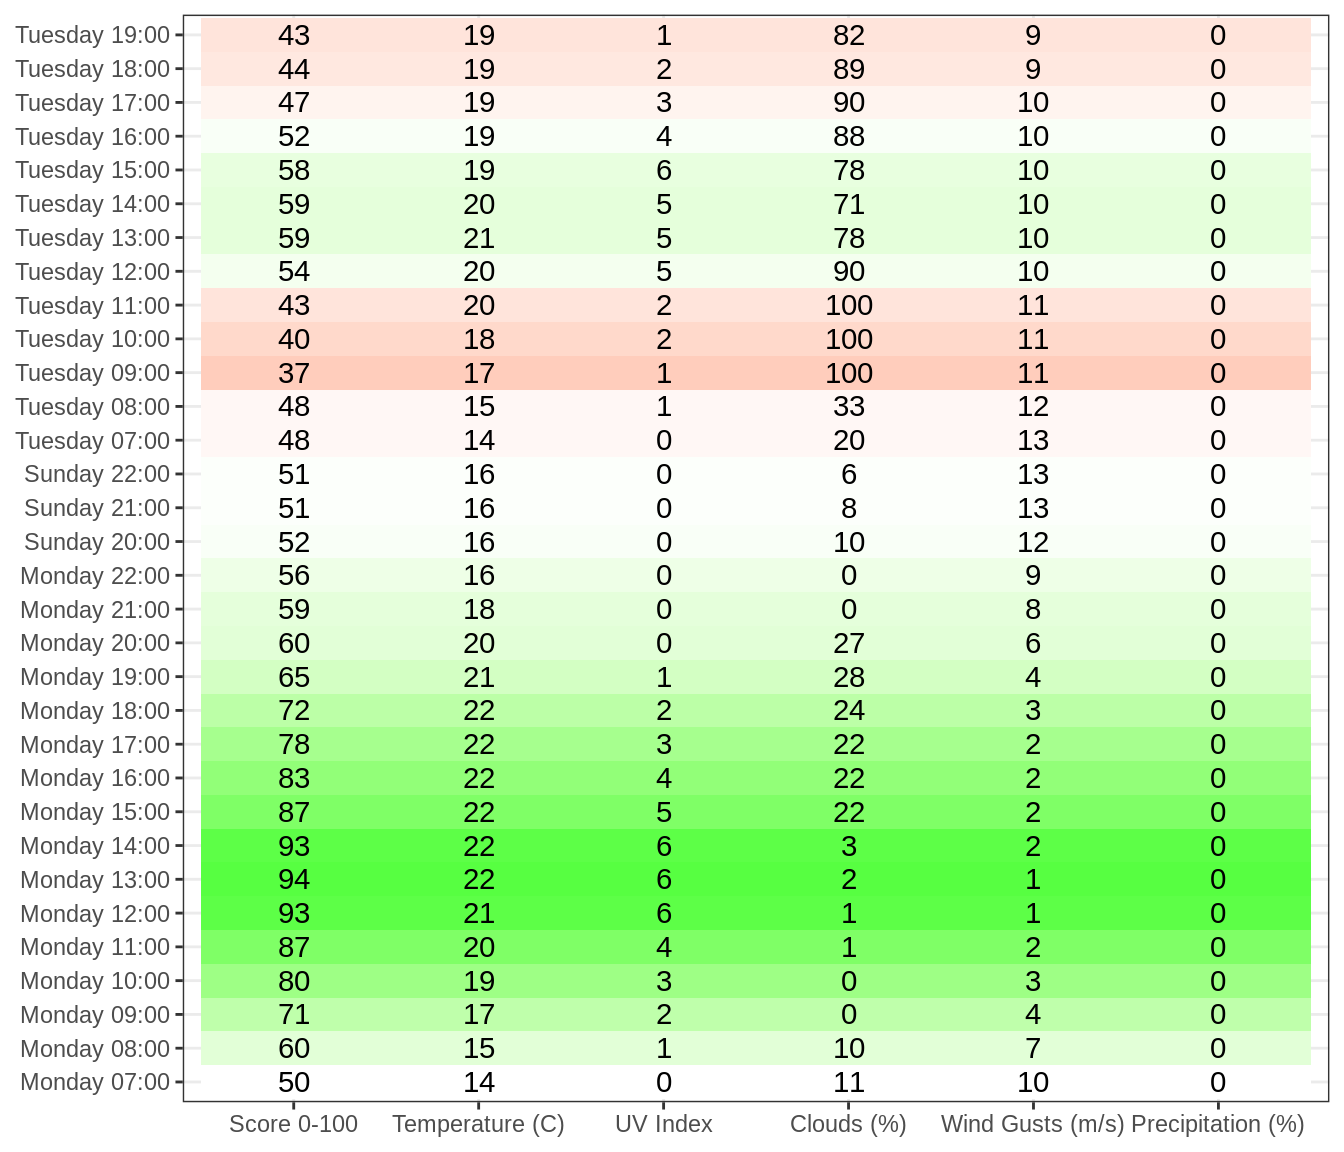 Tuesday 19:00 43 19 1 82 9 0
Tuesday 18:00 44 19 2 89 9 0
Tuesday 17:00 47 19 3 90 10 0
Tuesday 16:00 52 19 4 88 10 0
Tuesday 15:00 58 19 6 78 10 0
Tuesday 14:00 59 20 5 71 10 0
Tuesday 13:00 59 21 5 78 10 0
Tuesday 12:00 54 20 5 90 10 0
Tuesday 11:00 43 20 2 100 11 0
Tuesday 10:00 40 18 2 100 11 0
Tuesday 09:00 37 17 1 100 11 0
Tuesday 08:00 48 15 1 33 12 0
Tuesday 07:00 48 14 0 20 13 0
Sunday 22:00 51 16 0 6 13 0
Sunday 21:00 51 16 0 8 13 0
Sunday 20:00 52 16 0 10 12 0
Monday 22:00 56 16 0 0 9 0
Monday 21:00 59 18 0 0 8 0
Monday 20:00 60 20 0 27 6 0
Monday 19:00 65 21 1 28 4 0
Monday 18:00 72 22 2 24 3 0
Monday 17:00 78 22 3 22 2 0
Monday 16:00 83 22 4 22 2 0
Monday 15:00 87 22 5 22 2 0
Monday 14:00 93 22 6 3 2 0
Monday 13:00 94 22 6 2 1 0
Monday 12:00 93 21 6 1 1 0
Monday 11:00 87 20 4 1 2 0
Monday 10:00 80 19 3 0 3 0
Monday 09:00 71 17 2 0 4 0
Monday 08:00 60 15 1 10 7 0
Monday 07:00 50 14 0 11 10 0
Score 0-100 Temperature (C) UV Index Clouds (%) Wind Gusts (m/s) Precipitation (%)